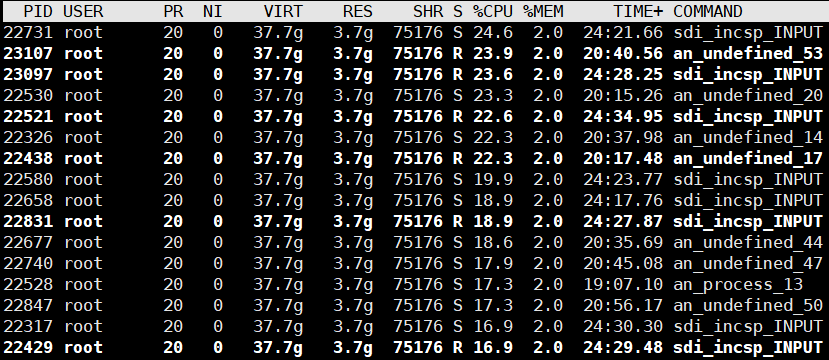 PID USER PR NI VIRT RES SHR S %CPU %MEM TIME+ COMMAND
22731 root 20 0 37.7g 3.7g 75176 S 24.6 2.0 24:21.66 sdi_incsp_INPUT
23107 root 20 0 37.7g 3.7g 75176 R 23.9 2.0 20:40.56 an_undefined_53
23097 root 20 0 37.7g 3.7g 75176 R 23.6 2.0 24:28.25 sdi_incsp_INPUT
22530 root 20 0 37.7g 3.7g 75176 S 23.3 2.0 20:15.26 an_undefined_20
22521 root 20 0 37.7g 3.7g 75176 R 22.6 2.0 24:34.95 sdi_incsp_INPUT
22326 root 20 0 37.7g 3.7g 75176 S 22.3 2.0 20:37.98 an_undefined_14
22438 root 20 0 37.7g 3.7g 75176 R 22.3 2.0 20:17.48 an_undefined_17
22580 root 20 0 37.7g 3.7g 75176 S 19.9 2.0 24:23.77 sdi_incsp_INPUT
22658 root 20 0 37.7g 3.7g 75176 S 18.9 2.0 24:17.76 sdi_incsp_INPUT
22831 root 20 0 37.7g 3.7g 75176 R 18.9 2.0 24:27.87 sdi_incsp_INPUT
22677 root 20 0 37.7g 3.7g 75176 S 18.6 2.0 20:35.69 an_undefined_44
22740 root 20 0 37.7g 3.7g 75176 S 17.9 2.0 20:45.08 an_undefined_47
22528 root 20 0 37.7g 3.7g 75176 S 17.3 2.0 19:07.10 an_process_13
22847 root 20 0 37.7g 3.7g 75176 S 17.3 2.0 20:56.17 an_undefined_50
22317 root 20 0 37.7g 3.7g 75176 S 16.9 2.0 24:30.30 sdi_incsp_INPUT
22429 root 20 0 37.7g 3.7g 75176 R 16.9 2.0 24:29.48 sdi_incsp_INPUT